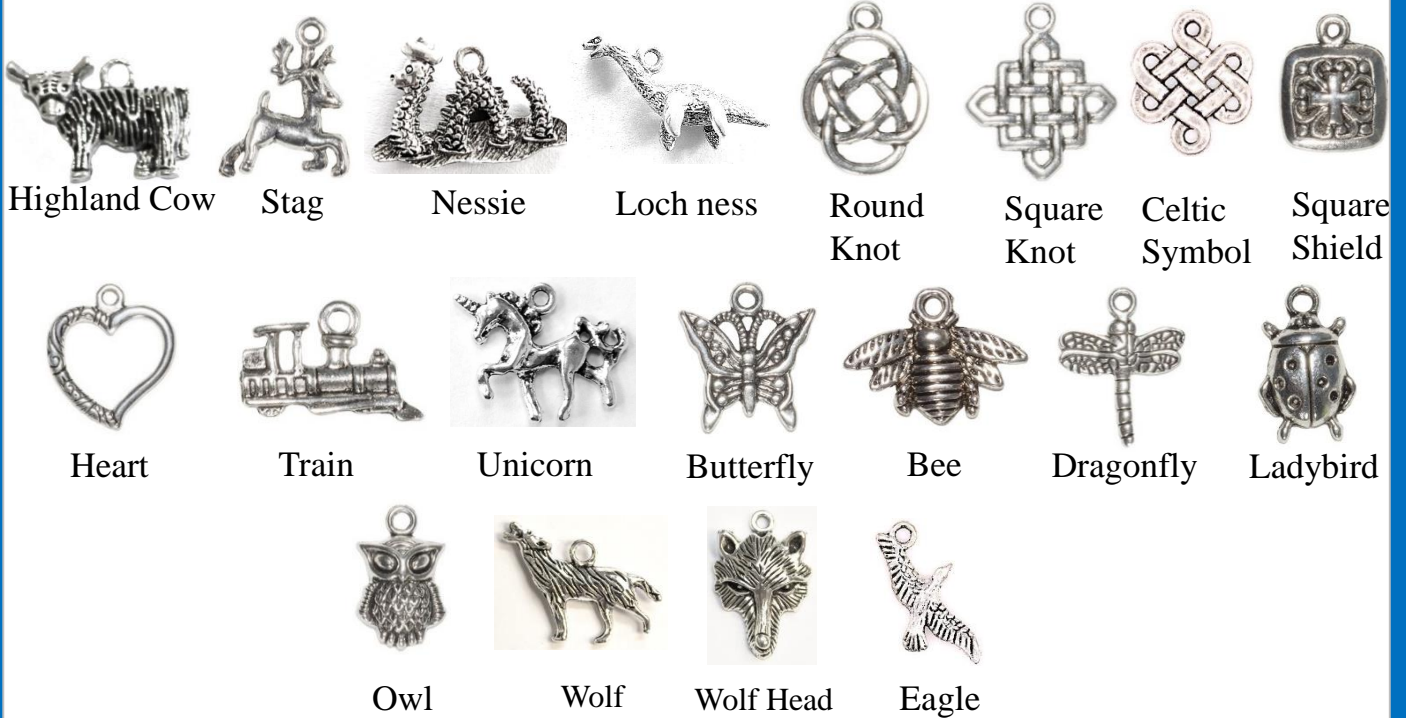 Highland Cow
Stag
Nessie
Loch ness
Round
Knot
Square
Knot
Celtic
Symbol
Square
Shield
Heart
Train
Unicorn
Butterfly
Bee
Dragonfly
Ladybird
Owl
Wolf
Wolf Head
Eagle